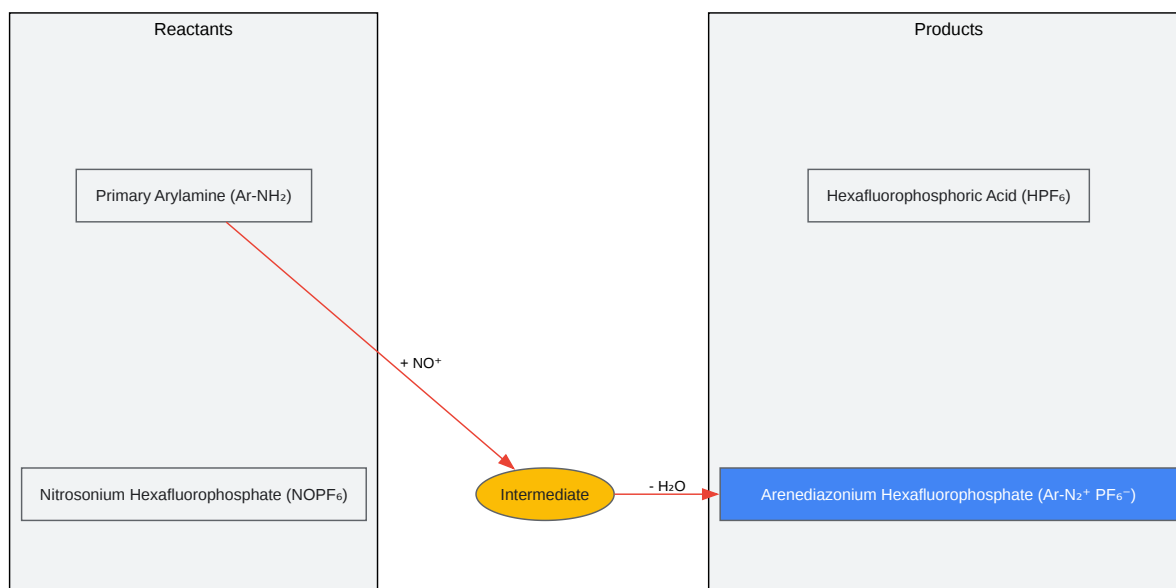 Reactants
Products
Primary Arylamine (Ar-NH₂)
Hexafluorophosphoric Acid (HPF₆)
+ NO⁺
Nitrosonium Hexafluorophosphate (NOPF₆)
Intermediate
- H₂O
Arenediazonium Hexafluorophosphate (Ar-N₂⁺ PF₆⁻)